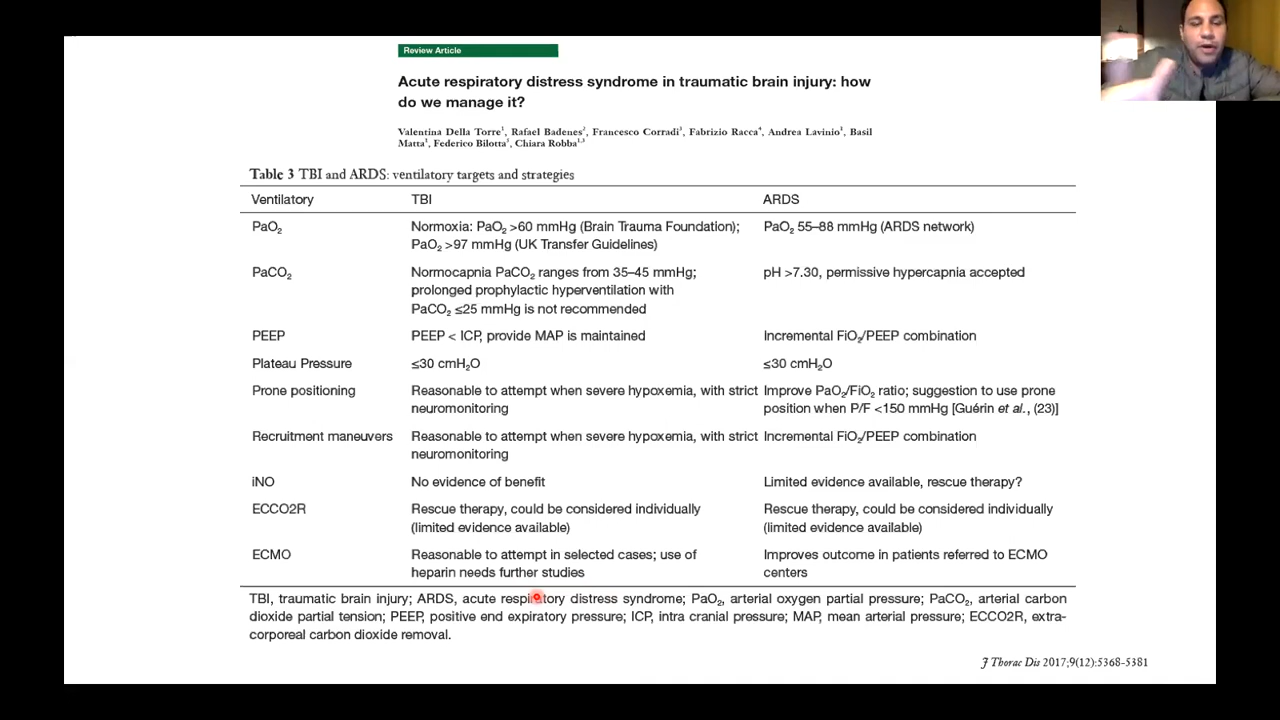 Review Article
Acute respiratory distress syndrome in traumatic brain injury: how
do we manage it?
Valentina Della Torre¹, Rafael Badenes², Francesco Corradi³, Fabrizio Racca⁴, Andrea Lavinio¹, Basil
Matta¹, Federico Bilotta⁵, Chiara Robba¹,³
Table 3 TBI and ARDS: ventilatory targets and strategies
Ventilatory TBI ARDS
PaO₂ Normoxia: PaO₂ >60 mmHg (Brain Trauma Foundation); PaO₂ 55–88 mmHg (ARDS network)
PaO₂ >97 mmHg (UK Transfer Guidelines)
PaCO₂ Normocapnia PaCO₂ ranges from 35–45 mmHg; pH >7.30, permissive hypercapnia accepted
prolonged prophylactic hyperventilation with
PaCO₂ ≤25 mmHg is not recommended
PEEP PEEP < ICP, provide MAP is maintained Incremental FiO₂/PEEP combination
Plateau Pressure ≤30 cmH₂O ≤30 cmH₂O
Prone positioning Reasonable to attempt when severe hypoxemia, with strict Improve PaO₂/FiO₂ ratio; suggestion to use prone
neuromonitoring position when P/F <150 mmHg [Guérin et al., (23)]
Recruitment maneuvers Reasonable to attempt when severe hypoxemia, with strict Incremental FiO₂/PEEP combination
neuromonitoring
iNO No evidence of benefit Limited evidence available, rescue therapy?
ECCO2R Rescue therapy, could be considered individually Rescue therapy, could be considered individually
(limited evidence available) (limited evidence available)
ECMO Reasonable to attempt in selected cases; use of Improves outcome in patients referred to ECMO
heparin needs further studies centers
TBI, traumatic brain injury; ARDS, acute respiratory distress syndrome; PaO₂, arterial oxygen partial pressure; PaCO₂, arterial carbon
dioxide partial tension; PEEP, positive end expiratory pressure; ICP, intra cranial pressure; MAP, mean arterial pressure; ECCO2R, extra-
corporeal carbon dioxide removal.
J Thorac Dis 2017;9(12):5368-5381